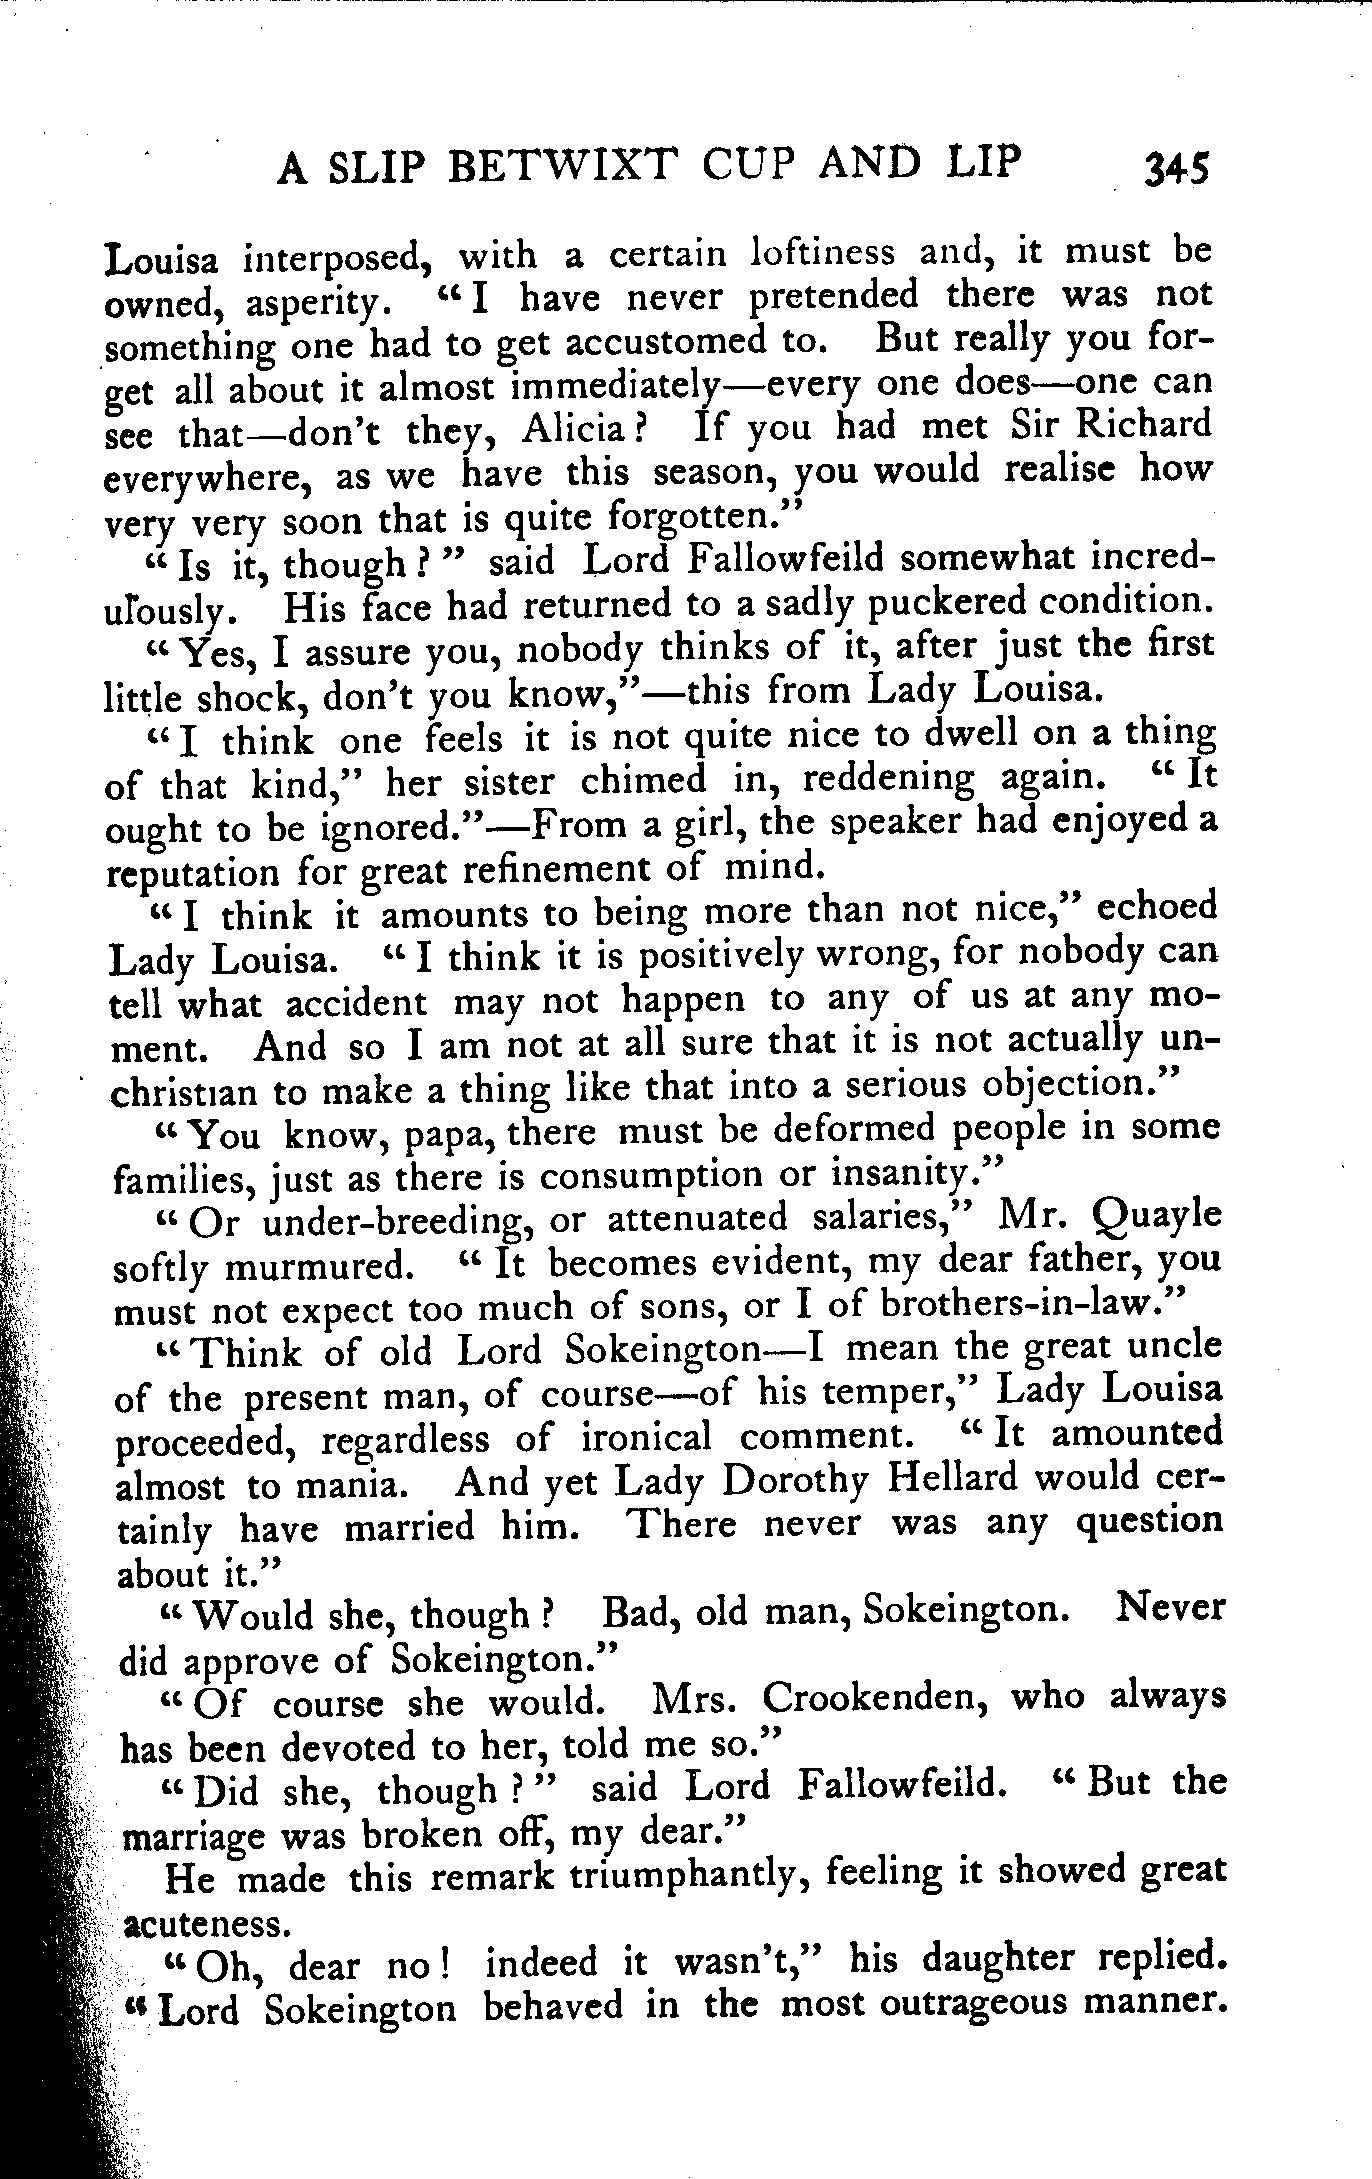 A SLIP BETWIXT CUP AND LIP 345
Louisa interposed, with a certain loftiness and, it must be
owned, asperity. "I have never pretended there was not
something one had to get accustomed to. But really you for-
get all about it almost immediately—every one does—one can
see that—don't they, Alicia? If you had met Sir Richard
everywhere, as we have this season, you would realise how
very very soon that is quite forgotten."
"Is it, though?" said Lord Fallowfeild somewhat incred-
ulously. His face had returned to a sadly puckered condition.
"Yes, I assure you, nobody thinks of it, after just the first
little shock, don't you know,"—this from Lady Louisa.
"I think one feels it is not quite nice to dwell on a thing
of that kind," her sister chimed in, reddening again. "It
ought to be ignored."—From a girl, the speaker had enjoyed a
reputation for great refinement of mind.
"I think it amounts to being more than not nice," echoed
Lady Louisa. "I think it is positively wrong, for nobody can
tell what accident may not happen to any of us at any mo-
ment. And so I am not at all sure that it is not actually un-
christian to make a thing like that into a serious objection."
"You know, papa, there must be deformed people in some
families, just as there is consumption or insanity."
"Or under-breeding, or attenuated salaries," Mr. Quayle
softly murmured. "It becomes evident, my dear father, you
must not expect too much of sons, or I of brothers-in-law."
"Think of old Lord Sokeington—I mean the great uncle
of the present man, of course—of his temper," Lady Louisa
proceeded, regardless of ironical comment. "It amounted
almost to mania. And yet Lady Dorothy Hellard would cer-
tainly have married him. There never was any question
about it."
"Would she, though? Bad, old man, Sokeington. Never
did approve of Sokeington."
"Of course she would. Mrs. Crookenden, who always
has been devoted to her, told me so."
"Did she, though?" said Lord Fallowfeild. "But the
marriage was broken off, my dear."
He made this remark triumphantly, feeling it showed great
acuteness.
"Oh, dear no! indeed it wasn't," his daughter replied.
"Lord Sokeington behaved in the most outrageous manner.